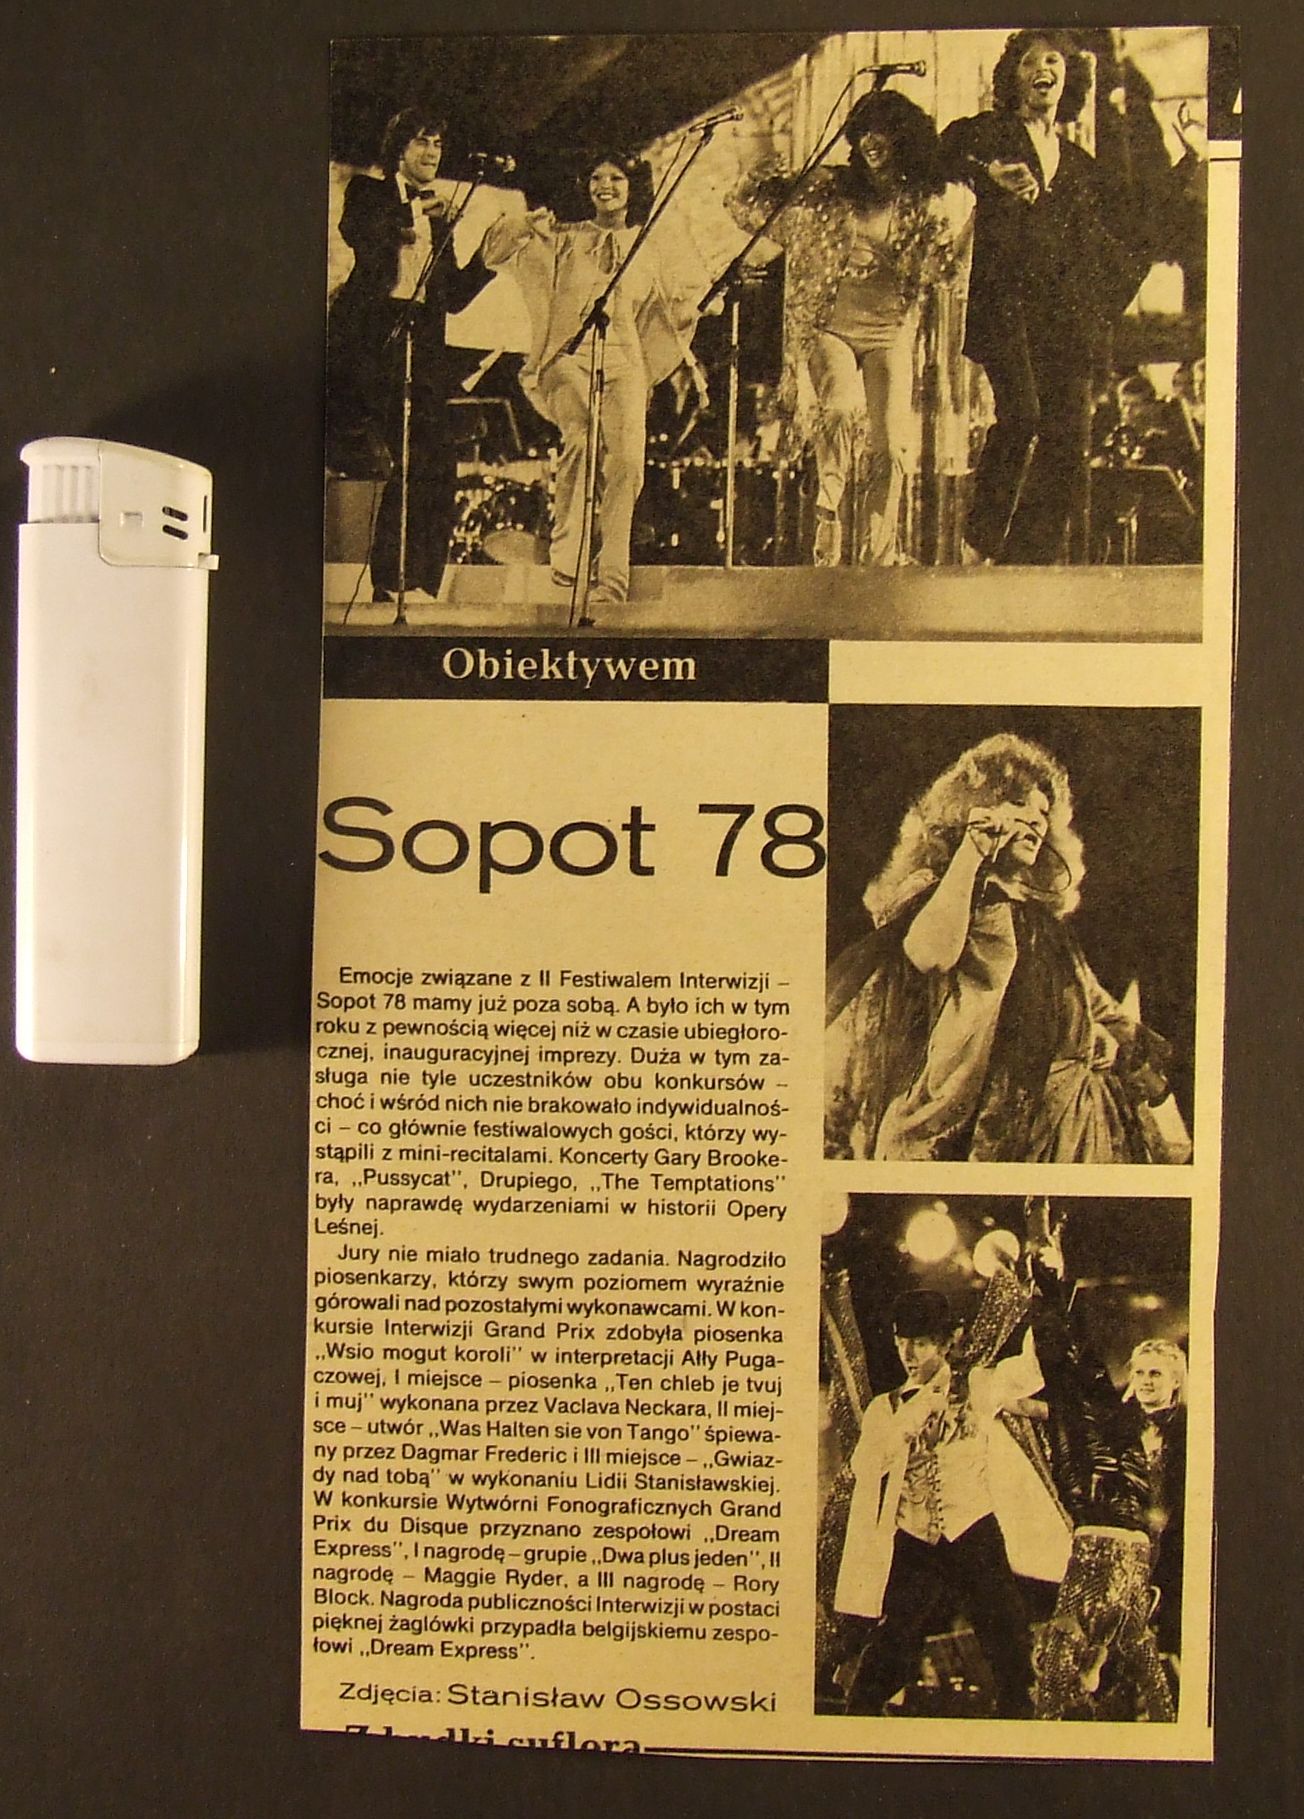 Obiektywem
Sopot 78
Emocje związane z II Festiwalem Interwizji –
Sopot 78 mamy już poza sobą. A było ich w tym
roku z pewnością więcej niż w czasie ubiegłoro-
cznej, inauguracyjnej imprezy. Duża w tym za-
sługa nie tyle uczestników obu konkursów –
choć i wśród nich nie brakowało indywidualnoś-
ci – co głównie festiwalowych gości, którzy wy-
stąpili z mini-recitalami. Koncerty Gary Brooke-
ra, „Pussycat”, Drupiego, „The Temptations”
były naprawdę wydarzeniami w historii Opery
Leśnej.
Jury nie miało trudnego zadania. Nagrodziło
piosenkarzy, którzy swym poziomem wyraźnie
górowali nad pozostałymi wykonawcami. W kon-
kursie Interwizji Grand Prix zdobyła piosenka
„Wsio mogut koroli” w interpretacji Ałły Puga-
czowej, I miejsce – piosenka „Ten chleb je tvuj
i muj” wykonana przez Vaclava Neckara, II miej-
sce – utwór „Was Halten sie von Tango” śpiewa-
ny przez Dagmar Frederic i III miejsce – „Gwiaz-
dy nad tobą” w wykonaniu Lidii Stanisławskiej.
W konkursie Wytwórni Fonograficznych Grand
Prix du Disque przyznano zespołowi „Dream
Express”, I nagrodę – grupie „Dwa plus jeden”, II
nagrodę – Maggie Ryder, a III nagrodę – Rory
Block. Nagroda publiczności Interwizji w postaci
pięknej żaglówki przypadła belgijskiemu zespo-
łowi „Dream Express”.
Zdjęcia: Stanisław Ossowski
Z budki suflora